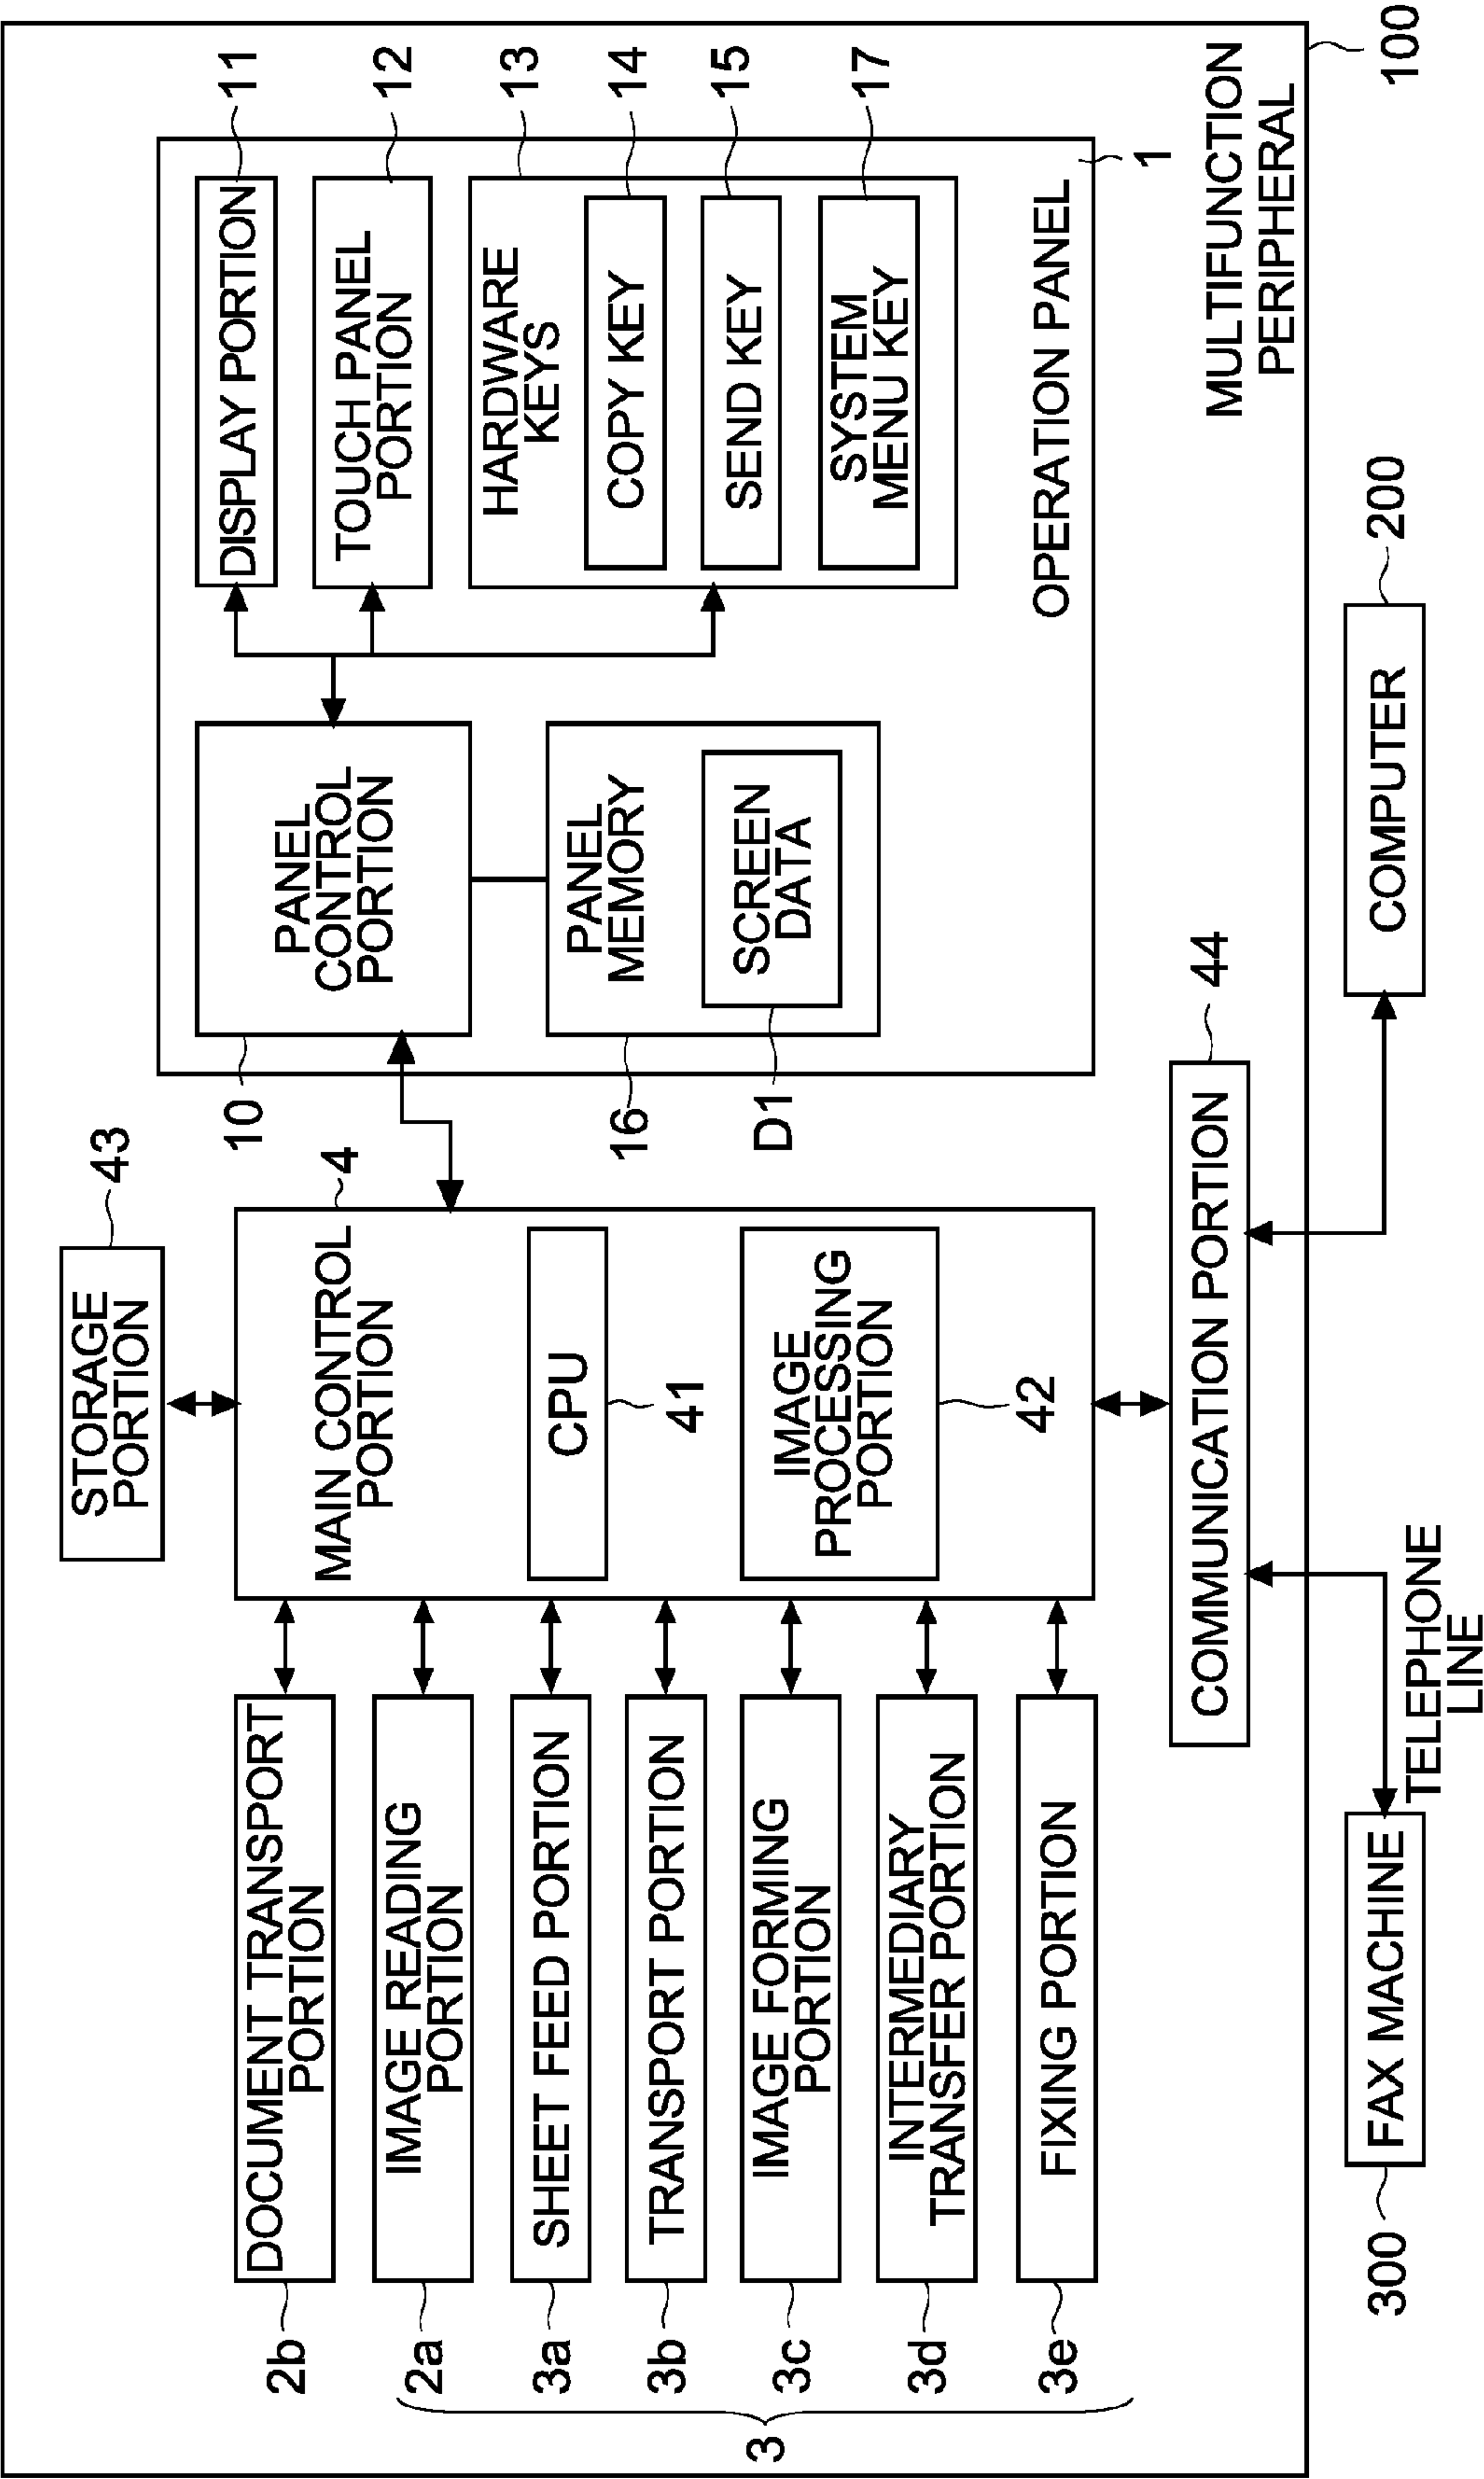 2b
DOCUMENT TRANSPORT
PORTION
2a
IMAGE READING
PORTION
3a
SHEET FEED PORTION
3b
TRANSPORT PORTION
3c
IMAGE FORMING
PORTION
3d
INTERMEDIARY
TRANSFER PORTION
3e
FIXING PORTION
3
STORAGE
PORTION
43
MAIN CONTROL
PORTION
4
CPU
41
IMAGE
PROCESSING
PORTION
42
10
PANEL
CONTROL
PORTION
16
PANEL
MEMORY
D1
SCREEN
DATA
DISPLAY PORTION
11
TOUCH PANEL
PORTION
12
HARDWARE
KEYS
13
COPY KEY
14
SEND KEY
15
SYSTEM
MENU KEY
17
OPERATION PANEL
1
COMMUNICATION PORTION
44
MULTIFUNCTION
PERIPHERAL
100
300
FAX MACHINE
TELEPHONE
LINE
COMPUTER
200